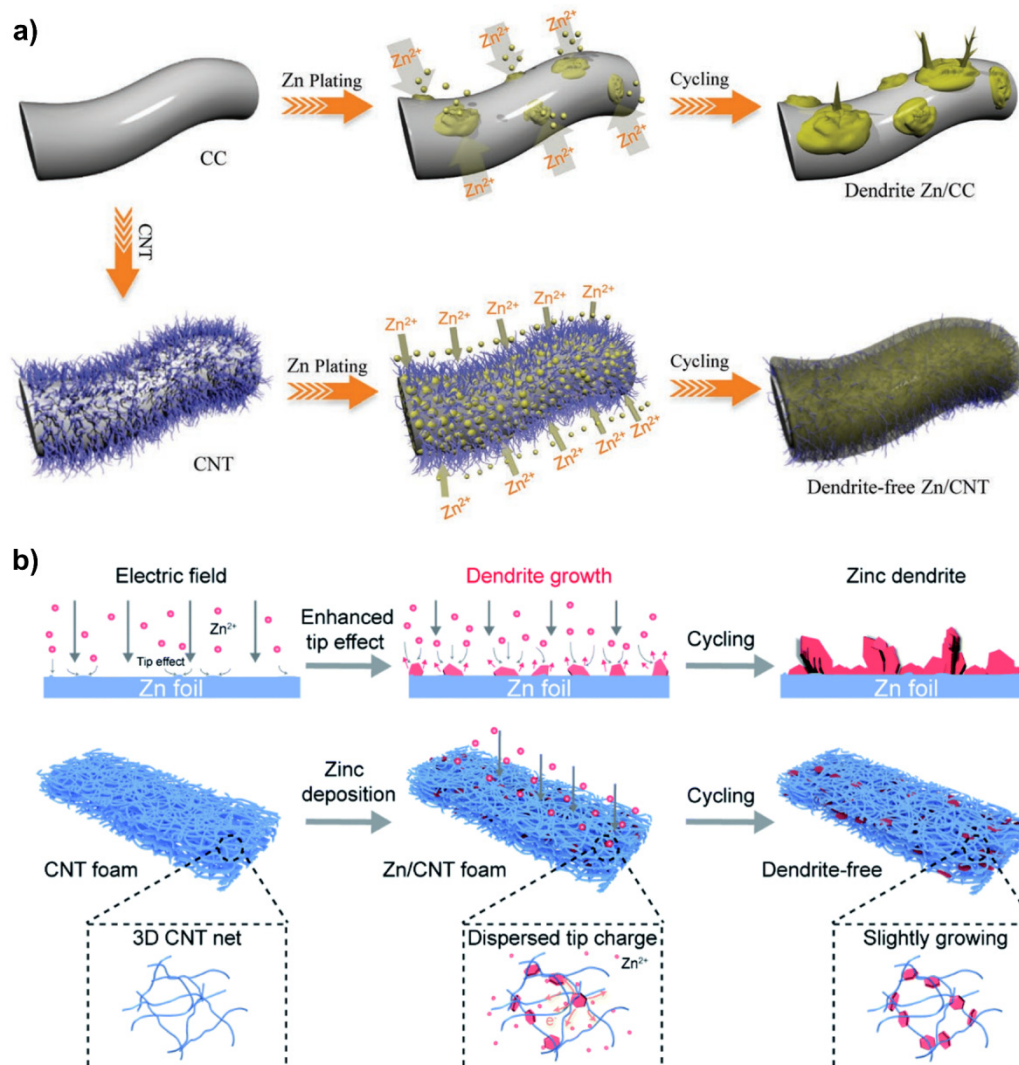 a)
Zn²⁺
Zn²⁺
Zn²⁺
Zn Plating
Cycling
CC
Zn²⁺
Zn²⁺
Zn²⁺
Dendrite Zn/CC
CNT
Zn²⁺
Zn²⁺
Zn²⁺
Zn²⁺
Zn²⁺
Zn Plating
Cycling
CNT
Zn²⁺
Zn²⁺
Zn²⁺
Zn²⁺
Zn²⁺
Dendrite-free Zn/CNT
b)
Electric field
Dendrite growth
Zinc dendrite
Zn²⁺
Enhanced
tip effect
Cycling
Tip effect
Zn foil
Zn foil
Zn foil
Zinc
deposition
Cycling
CNT foam
Zn/CNT foam
Dendrite-free
3D CNT net
Dispersed tip charge
Slightly growing
Zn²⁺
e⁻